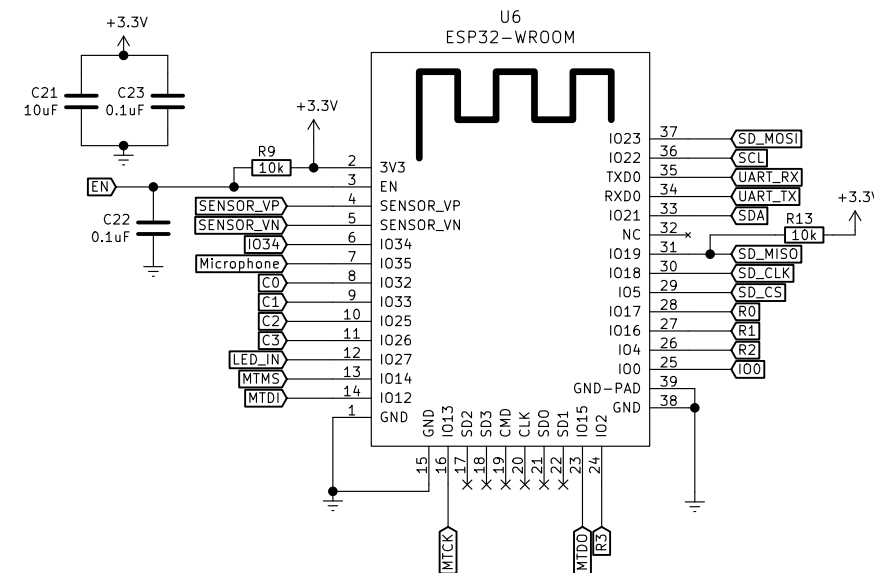 U6
ESP32-WROOM
+3.3V
C21
10uF
C23
0.1uF
+3.3V
R9
10k
EN
C22
0.1uF
2 3V3
3 EN
SENSOR_VP 4 SENSOR_VP
SENSOR_VN 5 SENSOR_VN
IO34 6 IO34
Microphone 7 IO35
C0 8 IO32
C1 9 IO33
C2 10 IO25
C3 11 IO26
LED_IN 12 IO27
MTMS 13 IO14
MTDI 14 IO12
1 GND
IO23 37 SD_MOSI
IO22 36 SCL
TXD0 35 UART_RX
RXD0 34 UART_TX
IO21 33 SDA
NC 32
IO19 31 SD_MISO
IO18 30 SD_CLK
IO5 29 SD_CS
IO17 28 R0
IO16 27 R1
IO4 26 R2
IO0 25 IO0
GND-PAD 39
GND 38
+3.3V
R13
10k
GND 15
IO13 16 MTCK
SD2 17
SD3 18
CMD 19
CLK 20
SD0 21
SD1 22
IO15 23 MTDO
IO2 24 R3